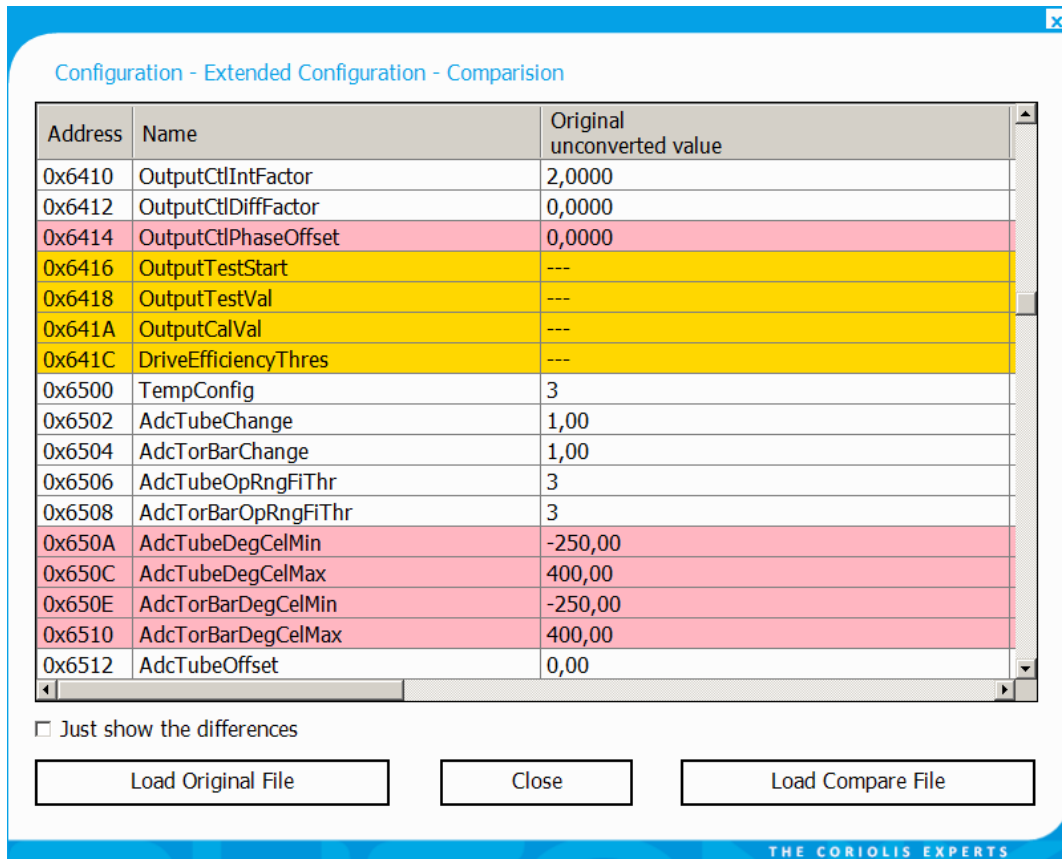 x
Configuration - Extended Configuration - Comparision
Address Name Original
unconverted value
0x6410 OutputCtlIntFactor 2,0000
0x6412 OutputCtlDiffFactor 0,0000
0x6414 OutputCtlPhaseOffset 0,0000
0x6416 OutputTestStart ---
0x6418 OutputTestVal ---
0x641A OutputCalVal ---
0x641C DriveEfficiencyThres ---
0x6500 TempConfig 3
0x6502 AdcTubeChange 1,00
0x6504 AdcTorBarChange 1,00
0x6506 AdcTubeOpRngFiThr 3
0x6508 AdcTorBarOpRngFiThr 3
0x650A AdcTubeDegCelMin -250,00
0x650C AdcTubeDegCelMax 400,00
0x650E AdcTorBarDegCelMin -250,00
0x6510 AdcTorBarDegCelMax 400,00
0x6512 AdcTubeOffset 0,00
Just show the differences
Load Original File Close Load Compare File
THE CORIOLIS EXPERTS